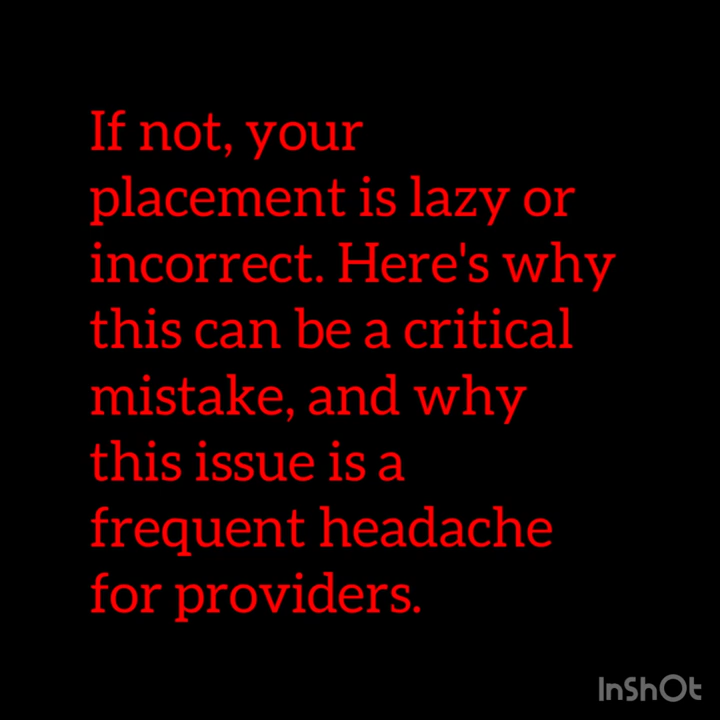 If not, your
placement is lazy or
incorrect. Here's why
this can be a critical
mistake, and why
this issue is a
frequent headache
for providers.
InShOt